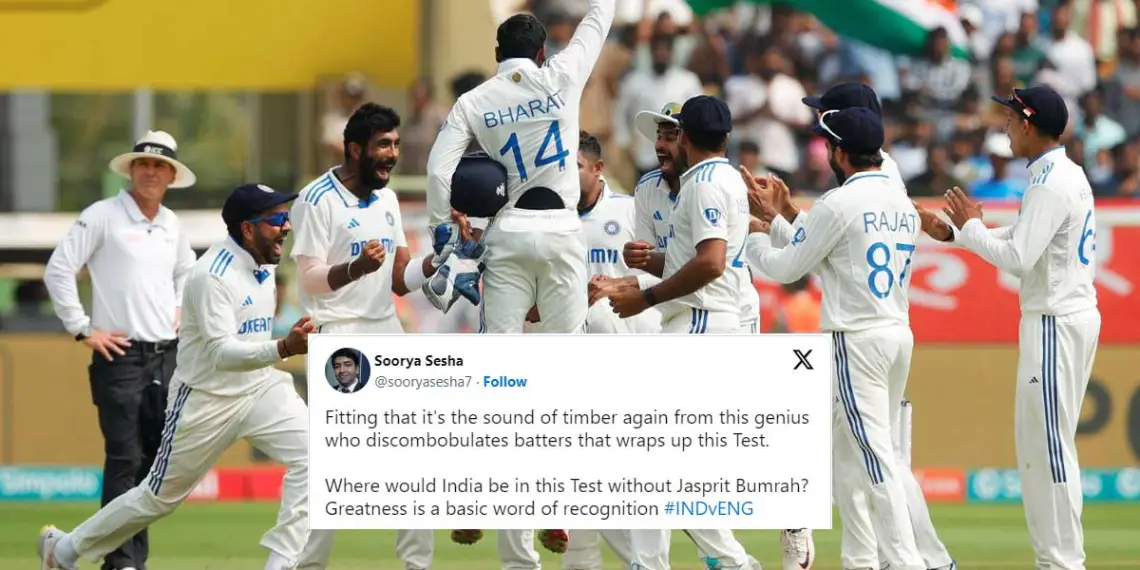 BHARAT
14
DREAM
RAJAT
87
Simpolo
Soorya Sesha
@sooryasesha7 · Follow
Fitting that it's the sound of timber again from this genius
who discombobulates batters that wraps up this Test.
Where would India be in this Test without Jasprit Bumrah?
Greatness is a basic word of recognition #INDvENG